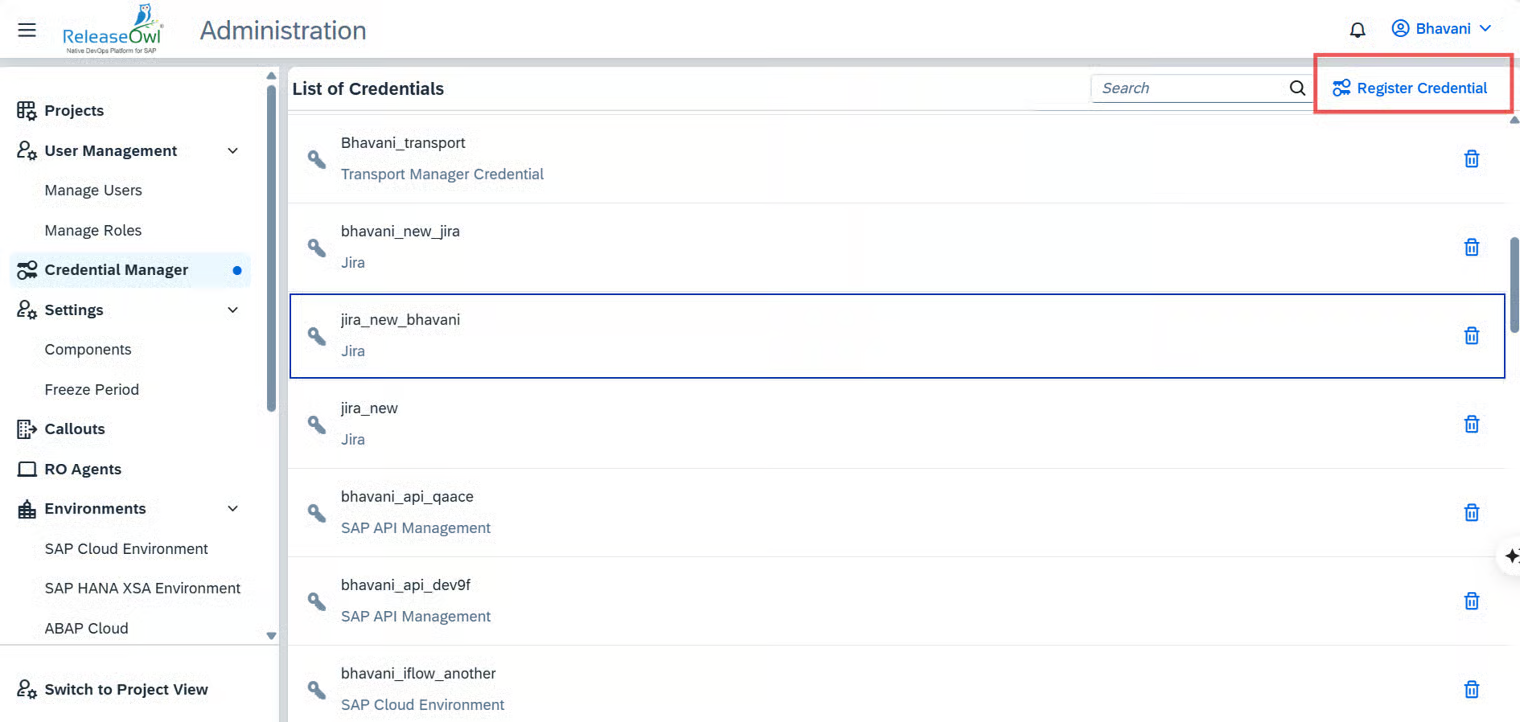 ReleaseOwl
Native DevOps Platform for SAP
Administration
Bhavani
Projects
User Management
Manage Users
Manage Roles
Credential Manager
Settings
Components
Freeze Period
Callouts
RO Agents
Environments
SAP Cloud Environment
SAP HANA XSA Environment
ABAP Cloud
Switch to Project View
List of Credentials
Search
Register Credential
Bhavani_transport
Transport Manager Credential
bhavani_new_jira
Jira
jira_new_bhavani
Jira
jira_new
Jira
bhavani_api_qaace
SAP API Management
bhavani_api_dev9f
SAP API Management
bhavani_iflow_another
SAP Cloud Environment